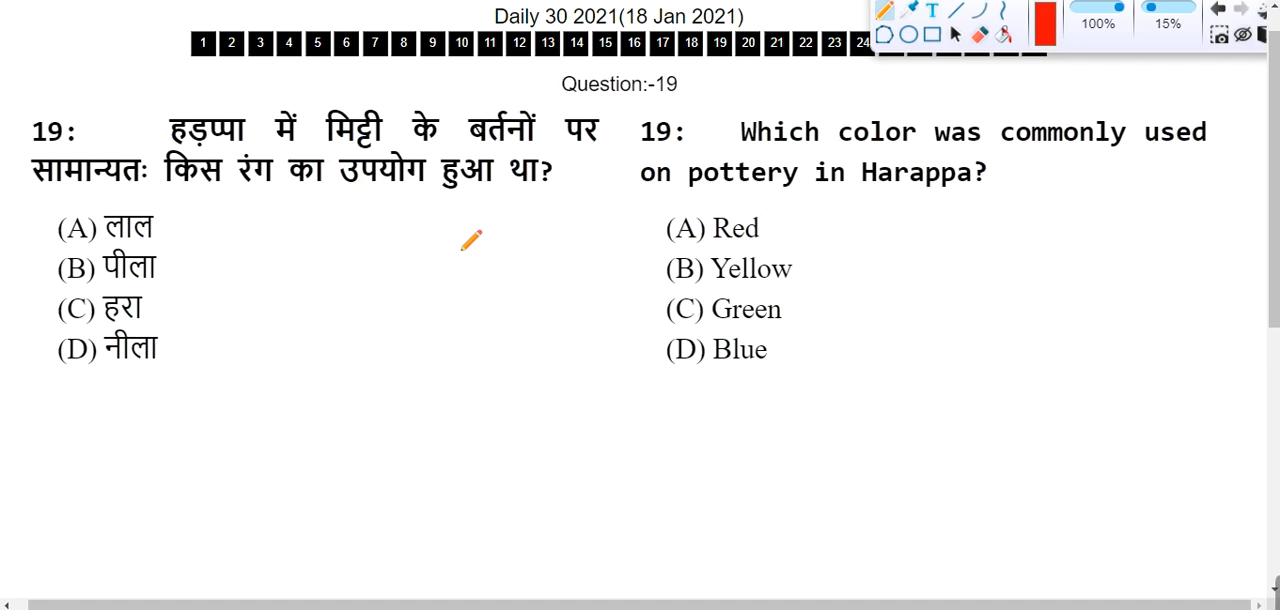 Daily 30 2021(18 Jan 2021)
1 2 3 4 5 6 7 8 9 10 11 12 13 14 15 16 17 18 19 20 21 22 23 24
100% 15%
Question:-19
19: हड़प्पा में मिट्टी के बर्तनों पर
सामान्यतः किस रंग का उपयोग हुआ था?
(A) लाल
(B) पीला
(C) हरा
(D) नीला
19: Which color was commonly used
on pottery in Harappa?
(A) Red
(B) Yellow
(C) Green
(D) Blue